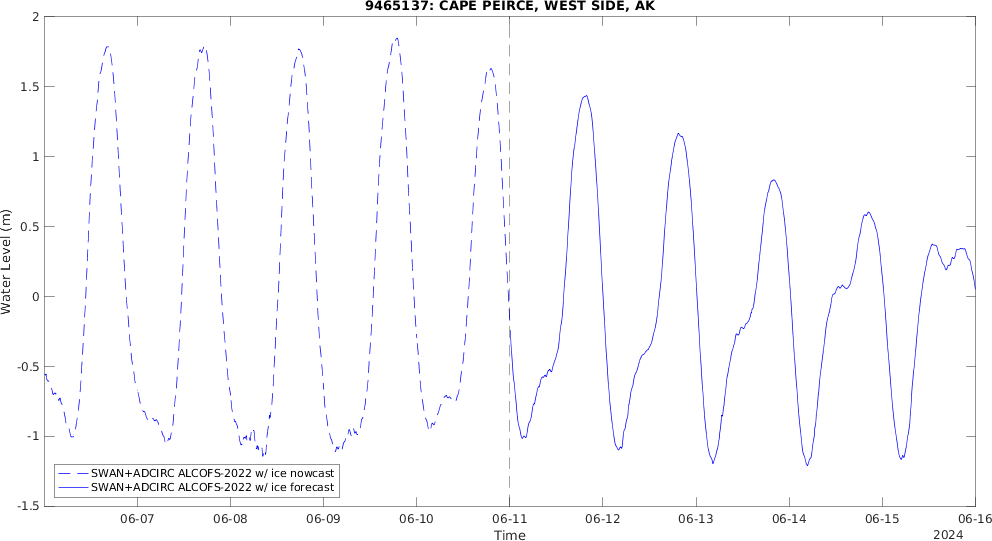 9465137: CAPE PEIRCE, WEST SIDE, AK
2
1.5
1
0.5
0
-0.5
-1
-1.5
Water Level (m)
SWAN+ADCIRC ALCOFS-2022 w/ ice nowcast
SWAN+ADCIRC ALCOFS-2022 w/ ice forecast
06-07 06-08 06-09 06-10 06-11 06-12 06-13 06-14 06-15 06-16
Time
2024